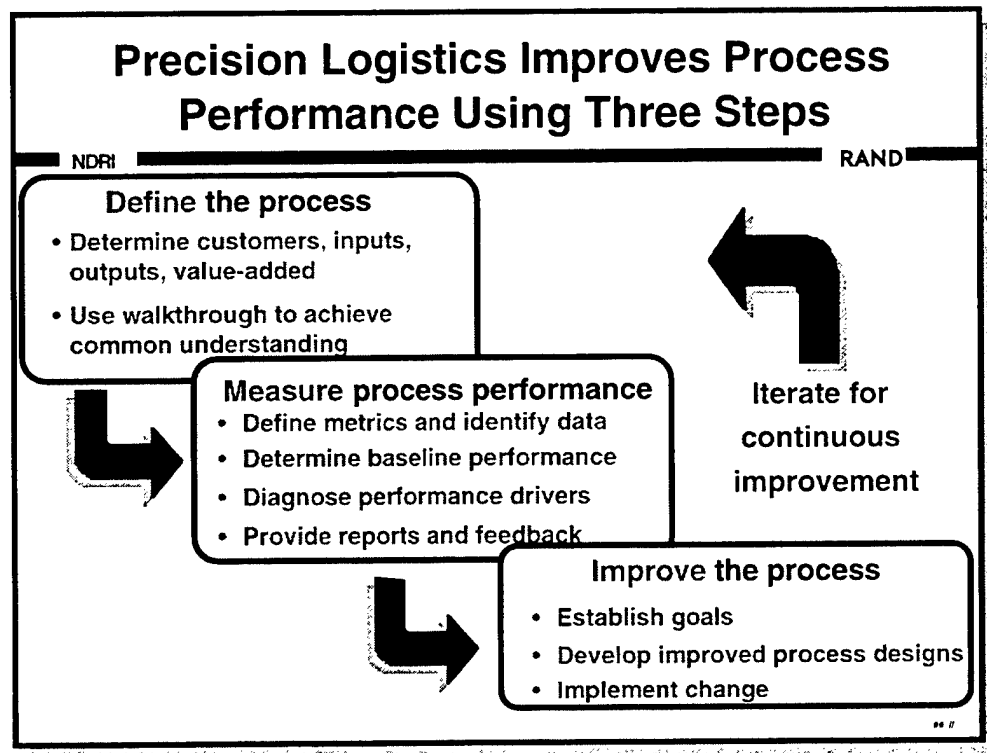 Precision Logistics Improves Process
Performance Using Three Steps
NDRI
RAND
Define the process
• Determine customers, inputs,
outputs, value-added
• Use walkthrough to achieve
common understanding
Measure process performance
• Define metrics and identify data
• Determine baseline performance
• Diagnose performance drivers
• Provide reports and feedback
Iterate for
continuous
improvement
Improve the process
• Establish goals
• Develop improved process designs
• Implement change